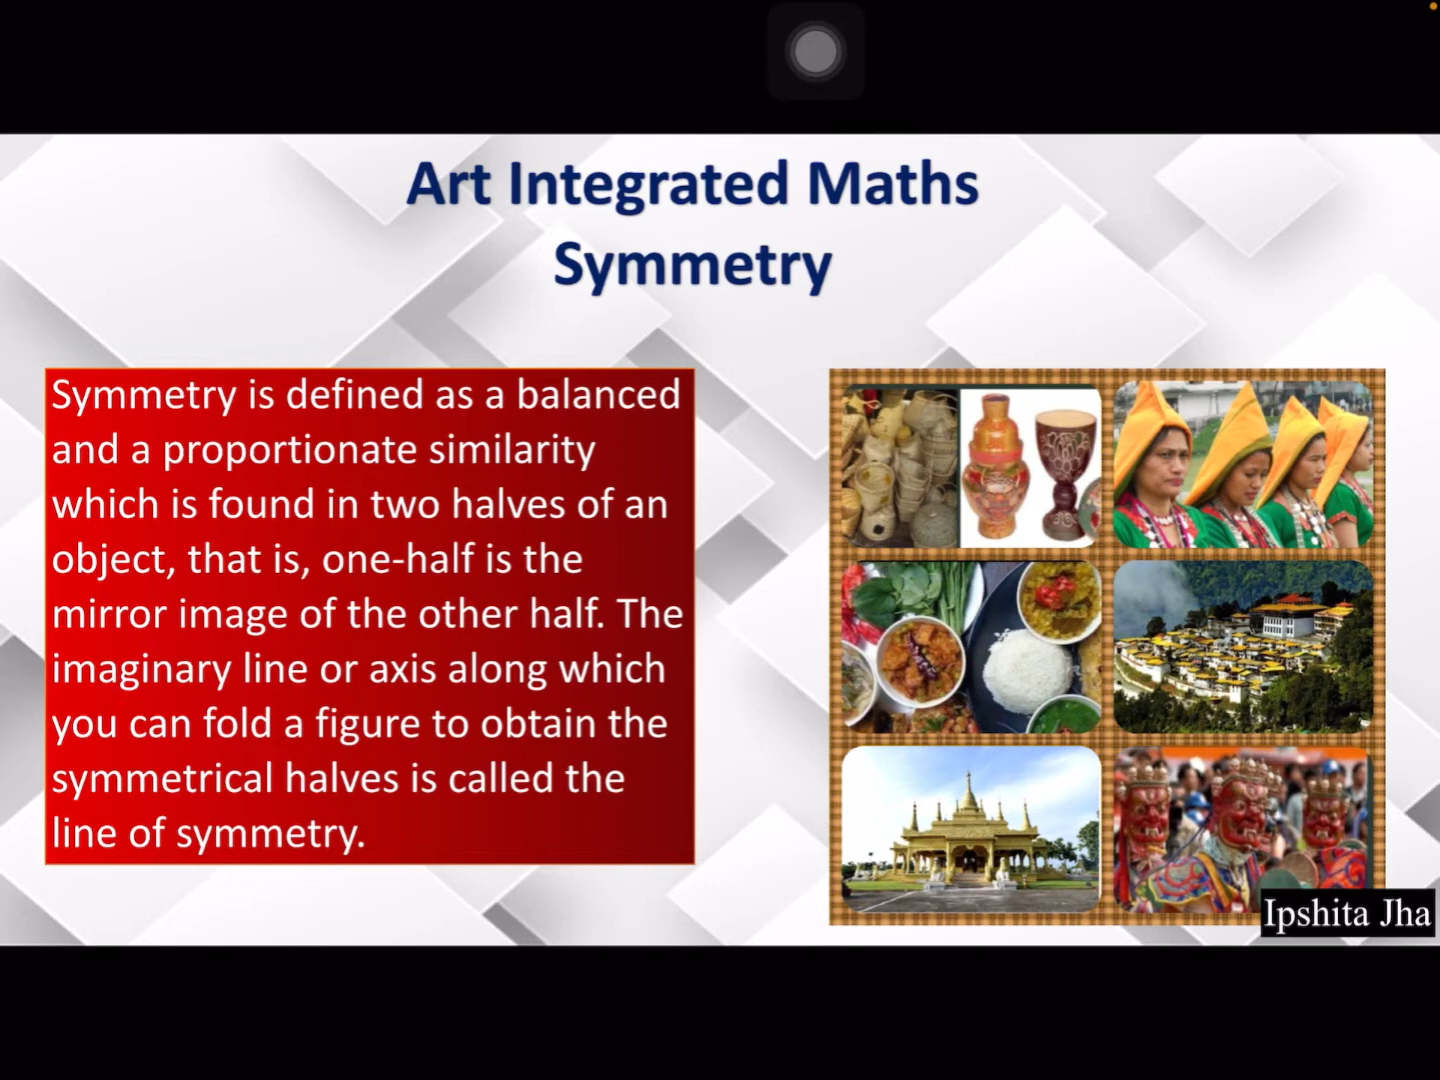 Art Integrated Maths
Symmetry
Symmetry is defined as a balanced
and a proportionate similarity
which is found in two halves of an
object, that is, one-half is the
mirror image of the other half. The
imaginary line or axis along which
you can fold a figure to obtain the
symmetrical halves is called the
line of symmetry.
Ipshita Jha